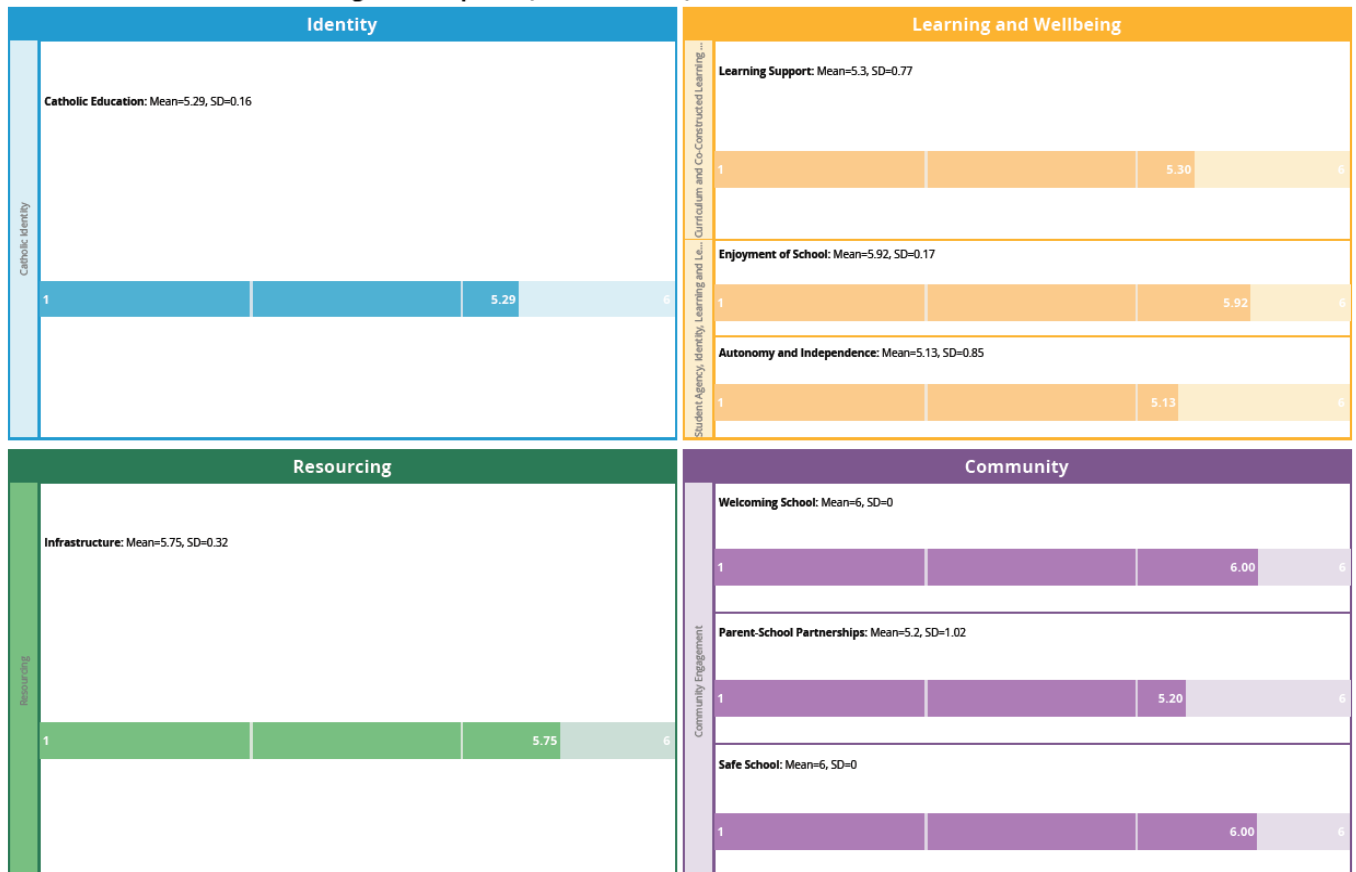 Identity
Catholic Identity
Catholic Education: Mean=5.29, SD=0.16
1 5.29 6
Learning and Wellbeing
Curriculum and Co-Constructed Learning ...
Learning Support: Mean=5.3, SD=0.77
1 5.30 6
Student Agency, Identity, Learning and Le...
Enjoyment of School: Mean=5.92, SD=0.17
1 5.92 6
Autonomy and Independence: Mean=5.13, SD=0.85
1 5.13 6
Resourcing
Resourcing
Infrastructure: Mean=5.75, SD=0.32
1 5.75 6
Community
Community Engagement
Welcoming School: Mean=6, SD=0
1 6.00 6
Parent-School Partnerships: Mean=5.2, SD=1.02
1 5.20 6
Safe School: Mean=6, SD=0
1 6.00 6